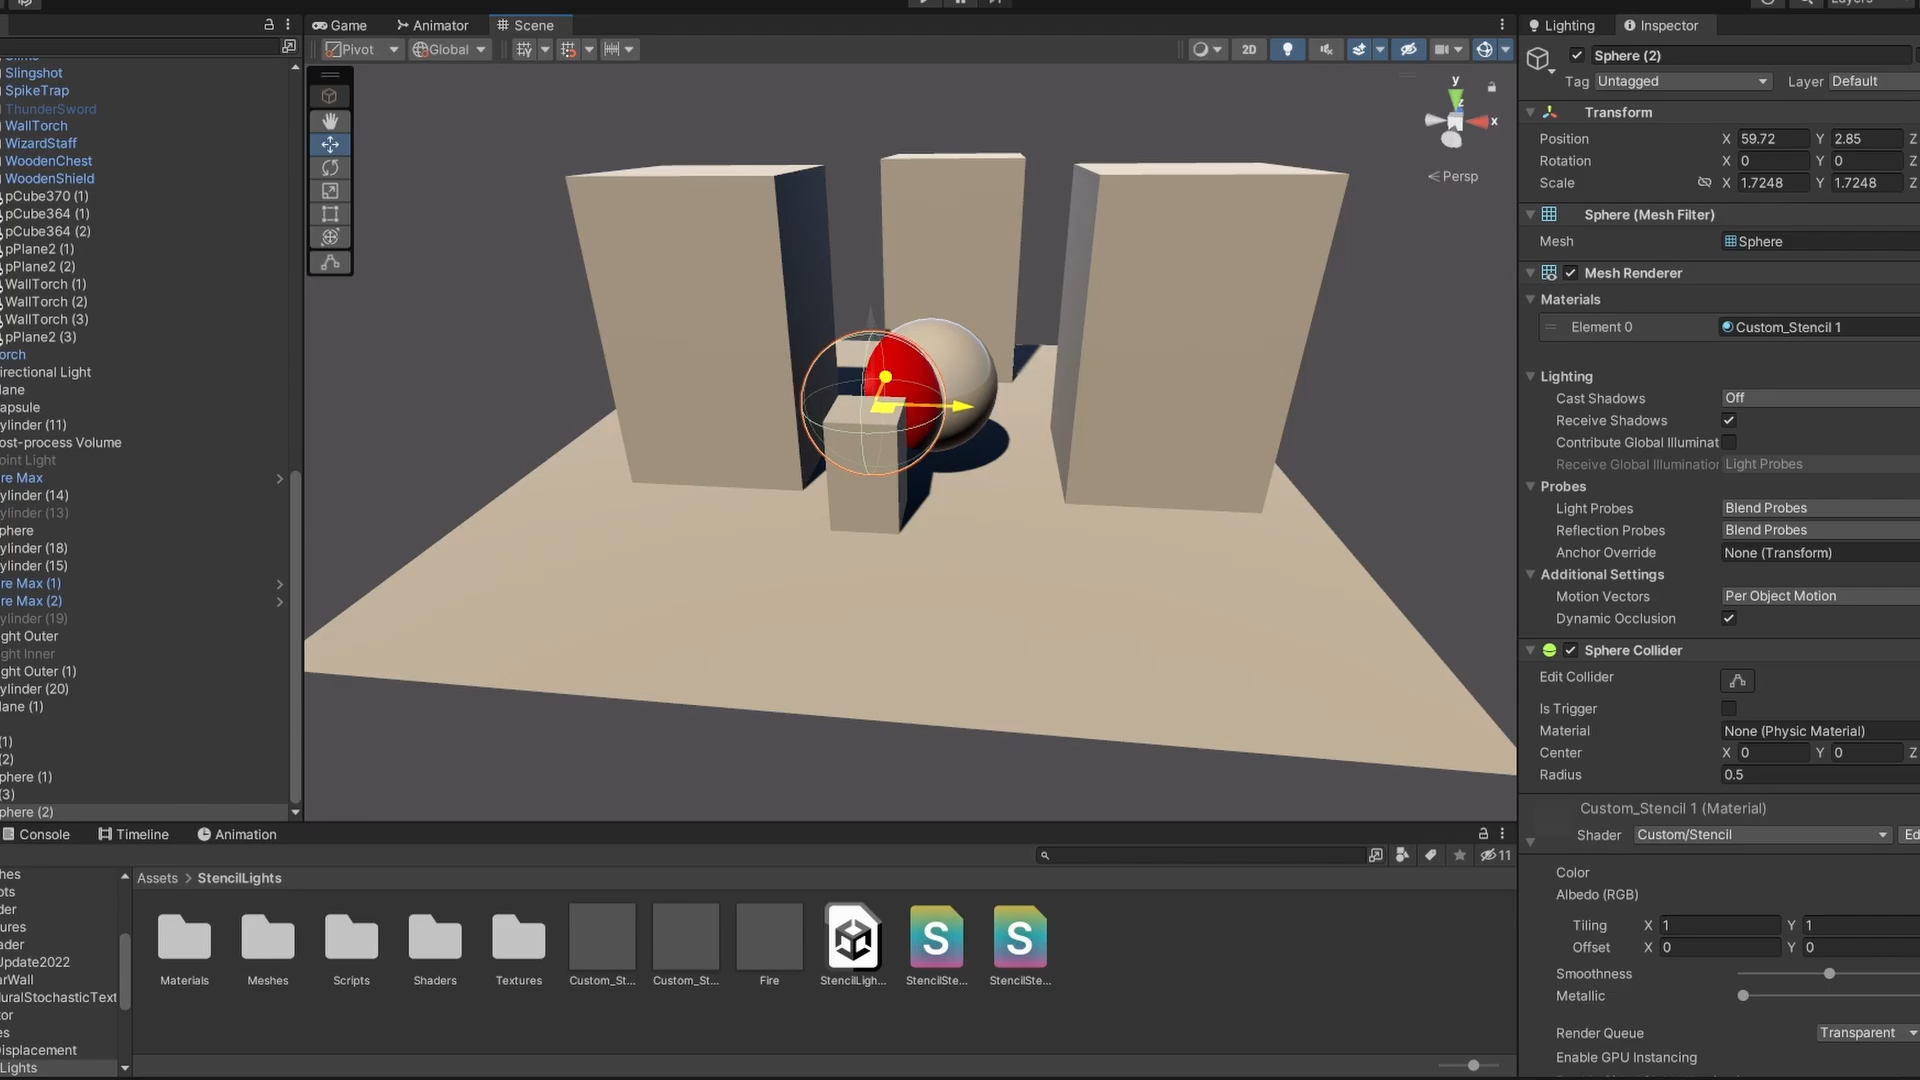 Layers
Game
Animator
Scene
Lighting
Inspector
Pivot
Global
2D
Sphere (2)
Tag
Untagged
Layer
Default
Slingshot
SpikeTrap
ThunderSword
WallTorch
WizardStaff
WoodenChest
WoodenShield
pCube370 (1)
pCube364 (1)
pCube364 (2)
pPlane2 (1)
pPlane2 (2)
WallTorch (1)
WallTorch (2)
WallTorch (3)
pPlane2 (3)
orch
irectional Light
lane
apsule
ylinder (11)
ost-process Volume
oint Light
re Max
ylinder (14)
ylinder (13)
phere
ylinder (18)
ylinder (15)
re Max (1)
re Max (2)
ylinder (19)
ght Outer
ght Inner
ght Outer (1)
ylinder (20)
lane (1)
(1)
(2)
phere (1)
(3)
phere (2)
y
z
x
< Persp
Transform
Position X 59.72 Y 2.85 Z
Rotation X 0 Y 0 Z
Scale X 1.7248 Y 1.7248 Z
Sphere (Mesh Filter)
Mesh Sphere
Mesh Renderer
Materials
Element 0 Custom_Stencil 1
Lighting
Cast Shadows Off
Receive Shadows
Contribute Global Illuminat
Receive Global Illumination Light Probes
Probes
Light Probes Blend Probes
Reflection Probes Blend Probes
Anchor Override None (Transform)
Additional Settings
Motion Vectors Per Object Motion
Dynamic Occlusion
Sphere Collider
Edit Collider
Is Trigger
Material None (Physic Material)
Center X 0 Y 0 Z
Radius 0.5
Custom_Stencil 1 (Material)
Shader Custom/Stencil Ed
Color
Albedo (RGB)
Tiling X 1 Y 1
Offset X 0 Y 0
Smoothness
Metallic
Render Queue Transparent
Enable GPU Instancing
Console
Timeline
Animation
11
Assets > StencilLights
hes
ots
der
ures
ader
Update2022
arWall
duralStochasticText
tor
es
Displacement
Lights
Materials
Meshes
Scripts
Shaders
Textures
Custom_St...
Custom_St...
Fire
StencilLigh...
StencilSte...
StencilSte...